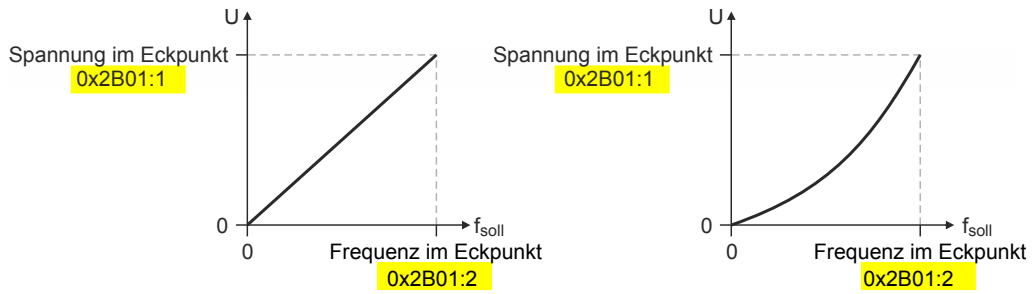 U
Spannung im Eckpunkt
0x2B01:1
0
f_soll
0
Frequenz im Eckpunkt
0x2B01:2
U
Spannung im Eckpunkt
0x2B01:1
0
f_soll
0
Frequenz im Eckpunkt
0x2B01:2